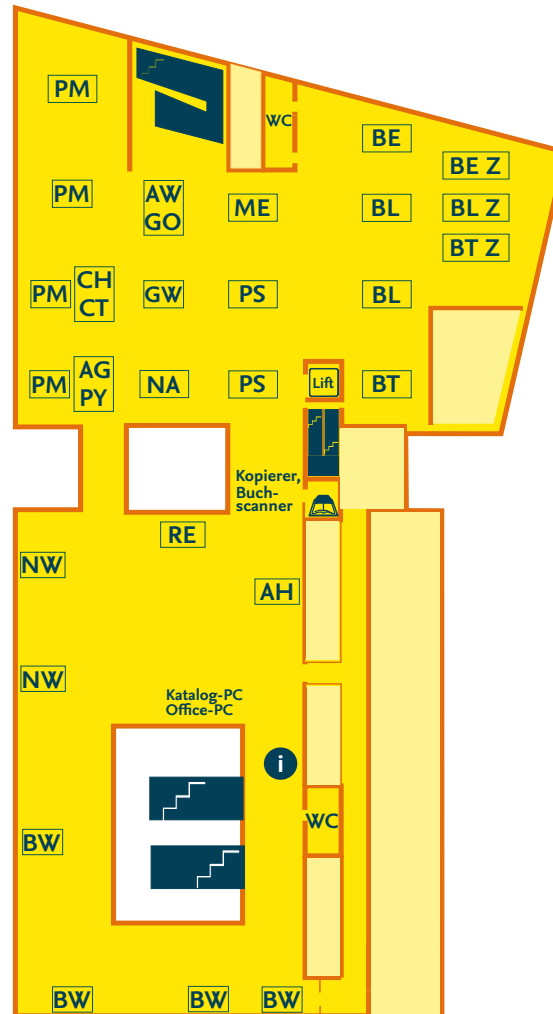 PM
WC
BE
BE Z
PM
AW
GO
ME
BL
BL Z
BT Z
PM
CH
CT
GW
PS
BL
PM
AG
PY
NA
PS
Lift
BT
Kopierer,
Buch-
scanner
RE
NW
AH
NW
Katalog-PC
Office-PC
i
WC
BW
BW
BW
BW